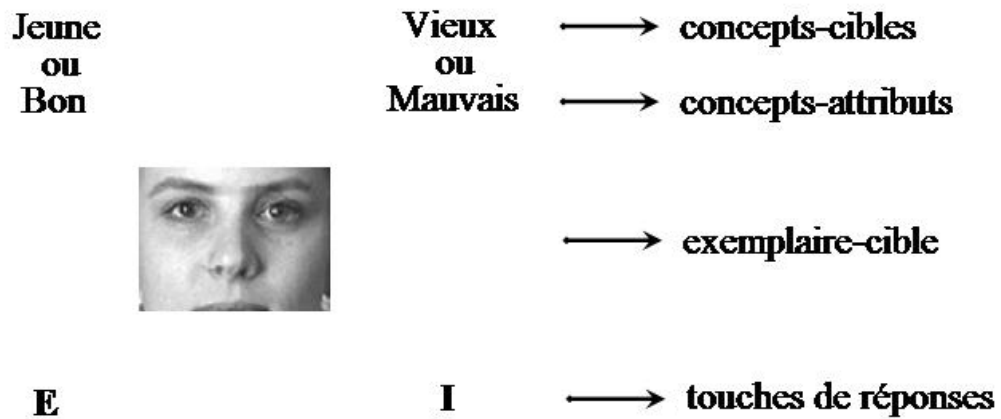 Jeune
ou
Bon
Vieux
ou
Mauvais
concepts-cibles
concepts-attributs
exemplaire-cible
E
I
touches de réponses